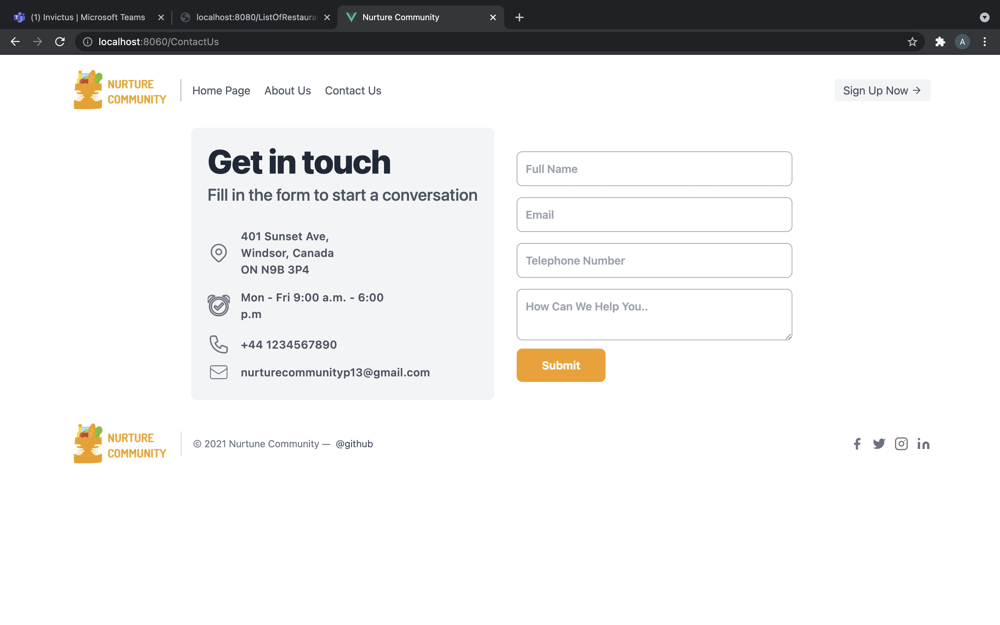 (1) Invictus | Microsoft Teams
localhost:8080/ListOfRestaura
Nurture Community
localhost:8060/ContactUs
A
NURTURE
COMMUNITY
Home Page
About Us
Contact Us
Sign Up Now →
Get in touch
Fill in the form to start a conversation
401 Sunset Ave,
Windsor, Canada
ON N9B 3P4
Mon - Fri 9:00 a.m. - 6:00
p.m
+44 1234567890
nurturecommunityp13@gmail.com
Full Name
Email
Telephone Number
How Can We Help You..
Submit
NURTURE
COMMUNITY
© 2021 Nurtune Community — @github